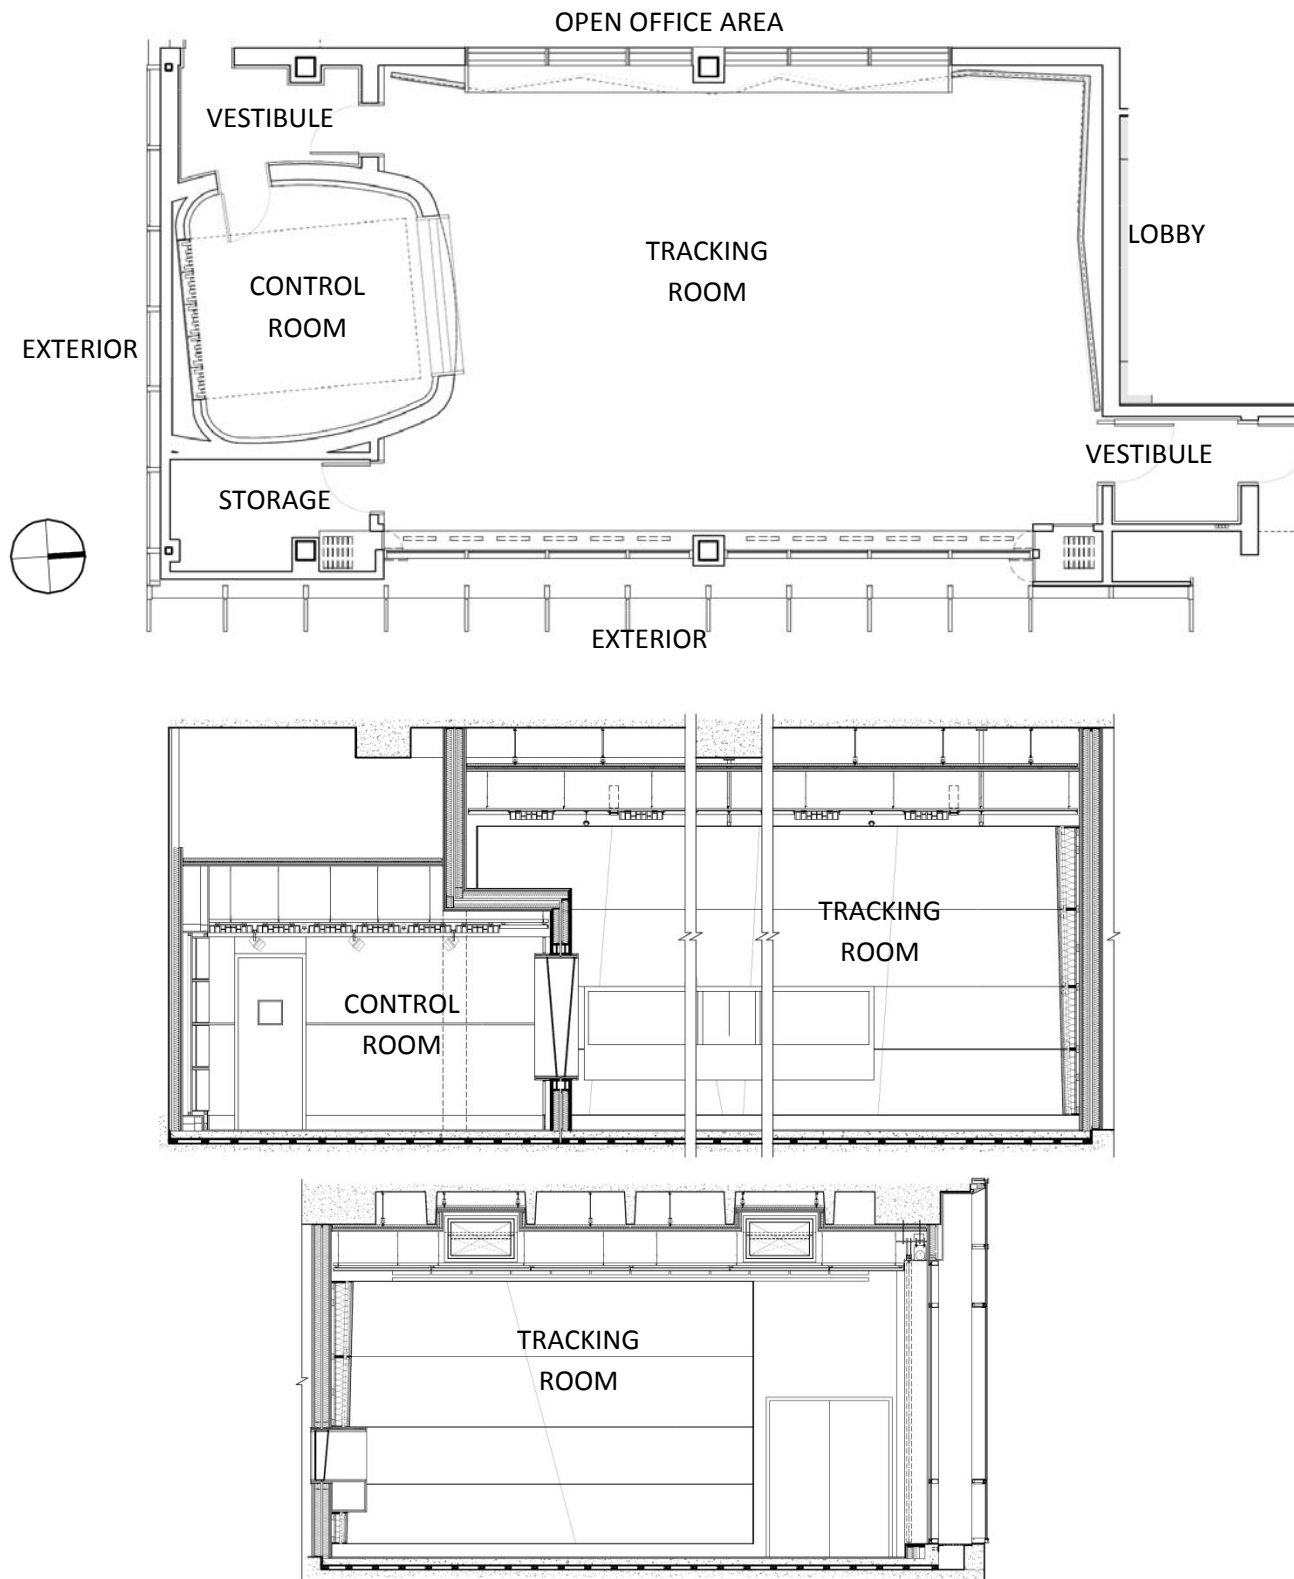 OPEN OFFICE AREA
VESTIBULE
TRACKING
ROOM
LOBBY
CONTROL
ROOM
EXTERIOR
VESTIBULE
STORAGE
EXTERIOR
TRACKING
ROOM
CONTROL
ROOM
TRACKING
ROOM